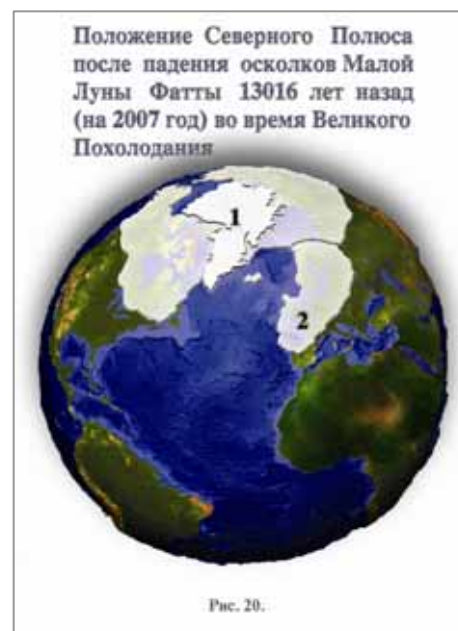 Положение Северного Полюса
после падения осколков Малой
Луны Фатты 13016 лет назад
(на 2007 год) во время Великого
Похолодания
1
2
Рис. 20.